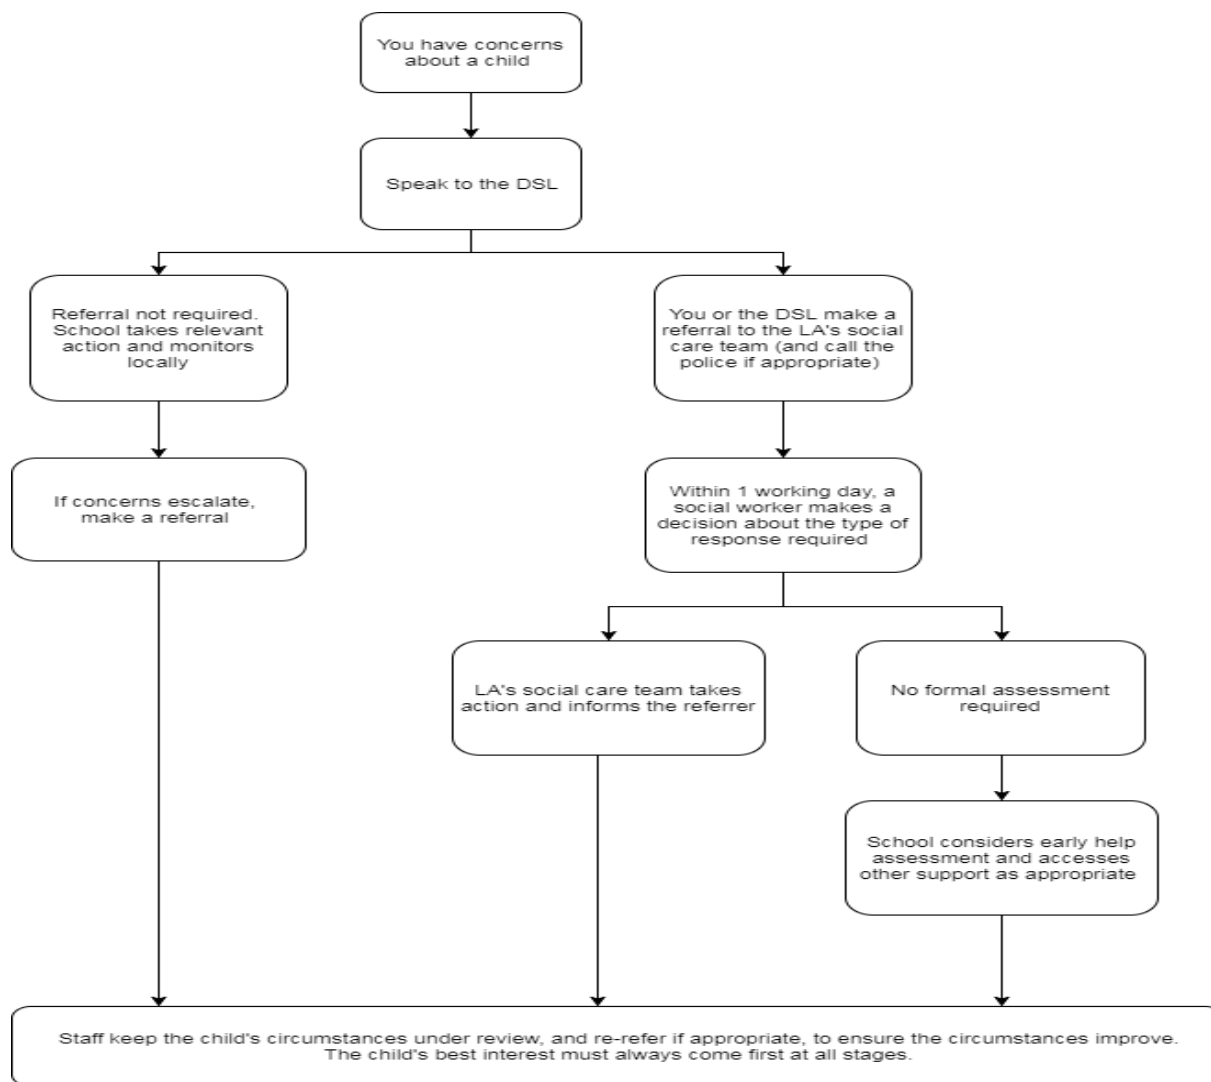 You have concerns
about a child
Speak to the DSL
Referral not required.
School takes relevant
action and monitors
locally
You or the DSL make a
referral to the LA's social
care team (and call the
police if appropriate)
If concerns escalate,
make a referral
Within 1 working day, a
social worker makes a
decision about the type of
response required
LA's social care team takes
action and informs the referrer
No formal assessment
required
School considers early help
assessment and accesses
other support as appropriate
Staff keep the child's circumstances under review, and re-refer if appropriate, to ensure the circumstances improve.
The child's best interest must always come first at all stages.